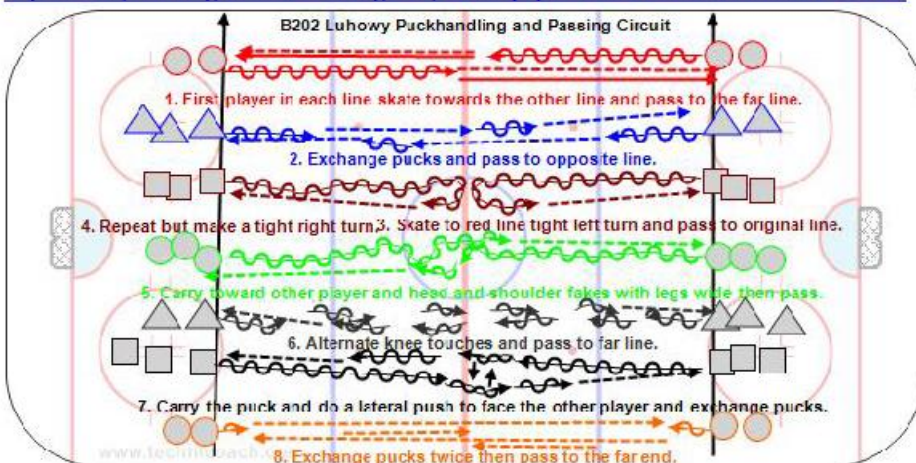 B202 Luhowy Puckhandling and Passing Circuit
1. First player in each line skate towards the other line and pass to the far line.
2. Exchange pucks and pass to opposite line.
4. Repeat but make a tight right turn. 3. Skate to red line tight left turn and pass to original line.
5. Carry toward other player and head and shoulder fakes with legs wide then pass.
6. Alternate knee touches and pass to far line.
7. Carry the puck and do a lateral push to face the other player and exchange pucks.
8. Exchange pucks twice then pass to the far end.